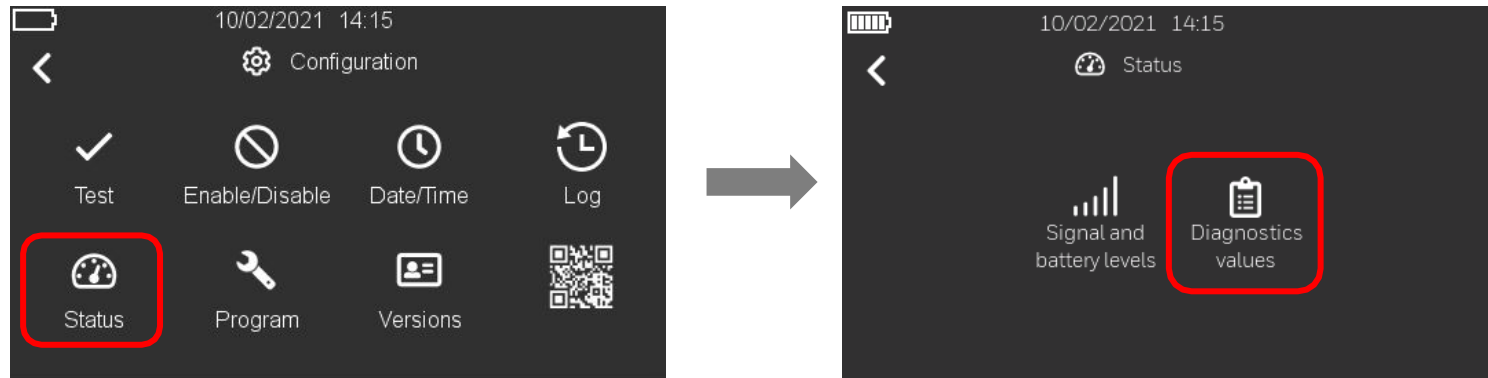 10/02/2021 14:15
Configuration
Test Enable/Disable Date/Time Log
Status Program Versions
10/02/2021 14:15
Status
Signal and
battery levels
Diagnostics
values